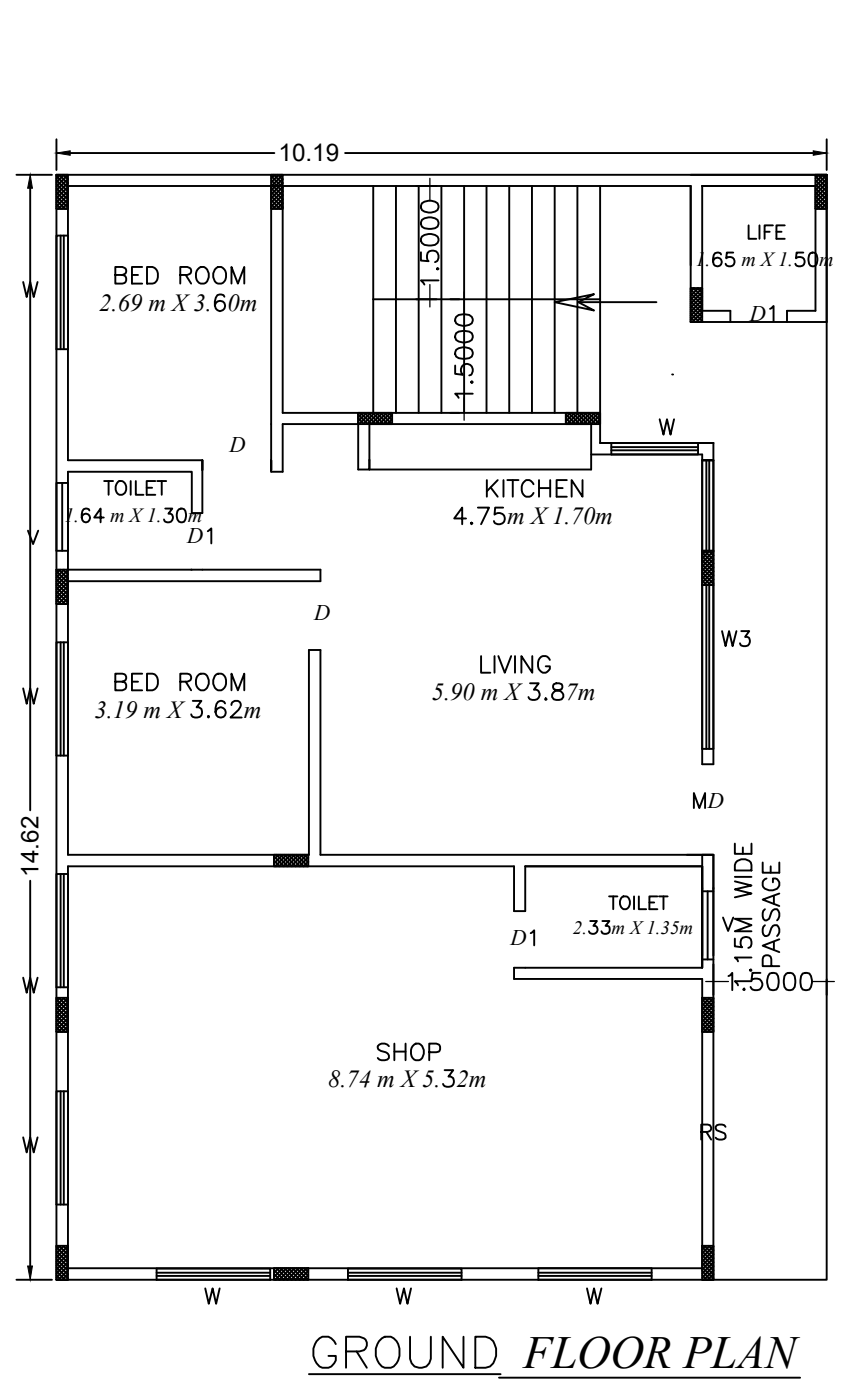 10.19
1.5000
LIFE
1.65 m X 1.50m
BED ROOM
2.69 m X 3.60m
W
D1
1.5000
W
D
TOILET
1.64 m X 1.30m
D1
V
KITCHEN
4.75m X 1.70m
D
W3
LIVING
5.90 m X 3.87m
BED ROOM
3.19 m X 3.62m
W
MD
14.62
TOILET
2.33m X 1.35m
V
1.15M WIDE
PASSAGE
D1
W
1.5000
SHOP
8.74 m X 5.32m
RS
W
W
W
W
GROUND FLOOR PLAN